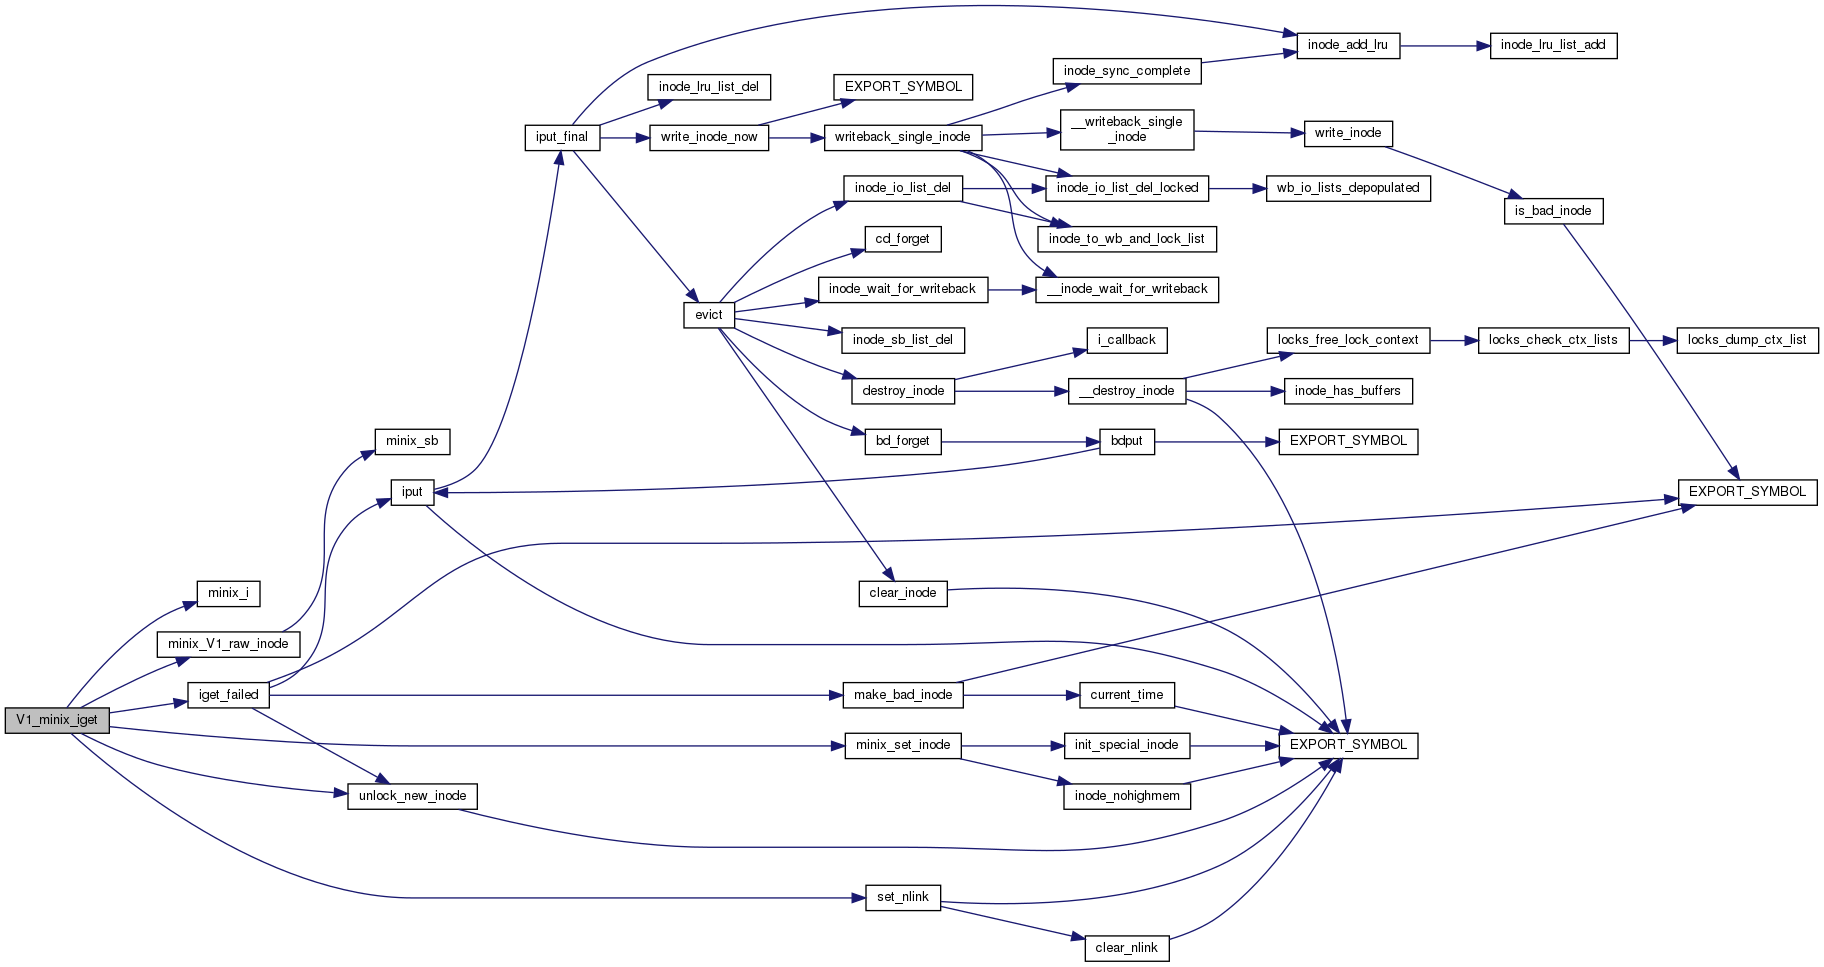 inode_add_lru
inode_lru_list_add
inode_sync_complete
inode_lru_list_del
EXPORT_SYMBOL
__writeback_single
_inode
write_inode
iput_final
write_inode_now
writeback_single_inode
inode_io_list_del
inode_io_list_del_locked
wb_io_lists_depopulated
is_bad_inode
cd_forget
inode_to_wb_and_lock_list
inode_wait_for_writeback
__inode_wait_for_writeback
evict
inode_sb_list_del
i_callback
locks_free_lock_context
locks_check_ctx_lists
locks_dump_ctx_list
destroy_inode
__destroy_inode
inode_has_buffers
minix_sb
bd_forget
bdput
EXPORT_SYMBOL
iput
EXPORT_SYMBOL
minix_i
clear_inode
minix_V1_raw_inode
iget_failed
make_bad_inode
current_time
V1_minix_iget
minix_set_inode
init_special_inode
EXPORT_SYMBOL
unlock_new_inode
inode_nohighmem
set_nlink
clear_nlink